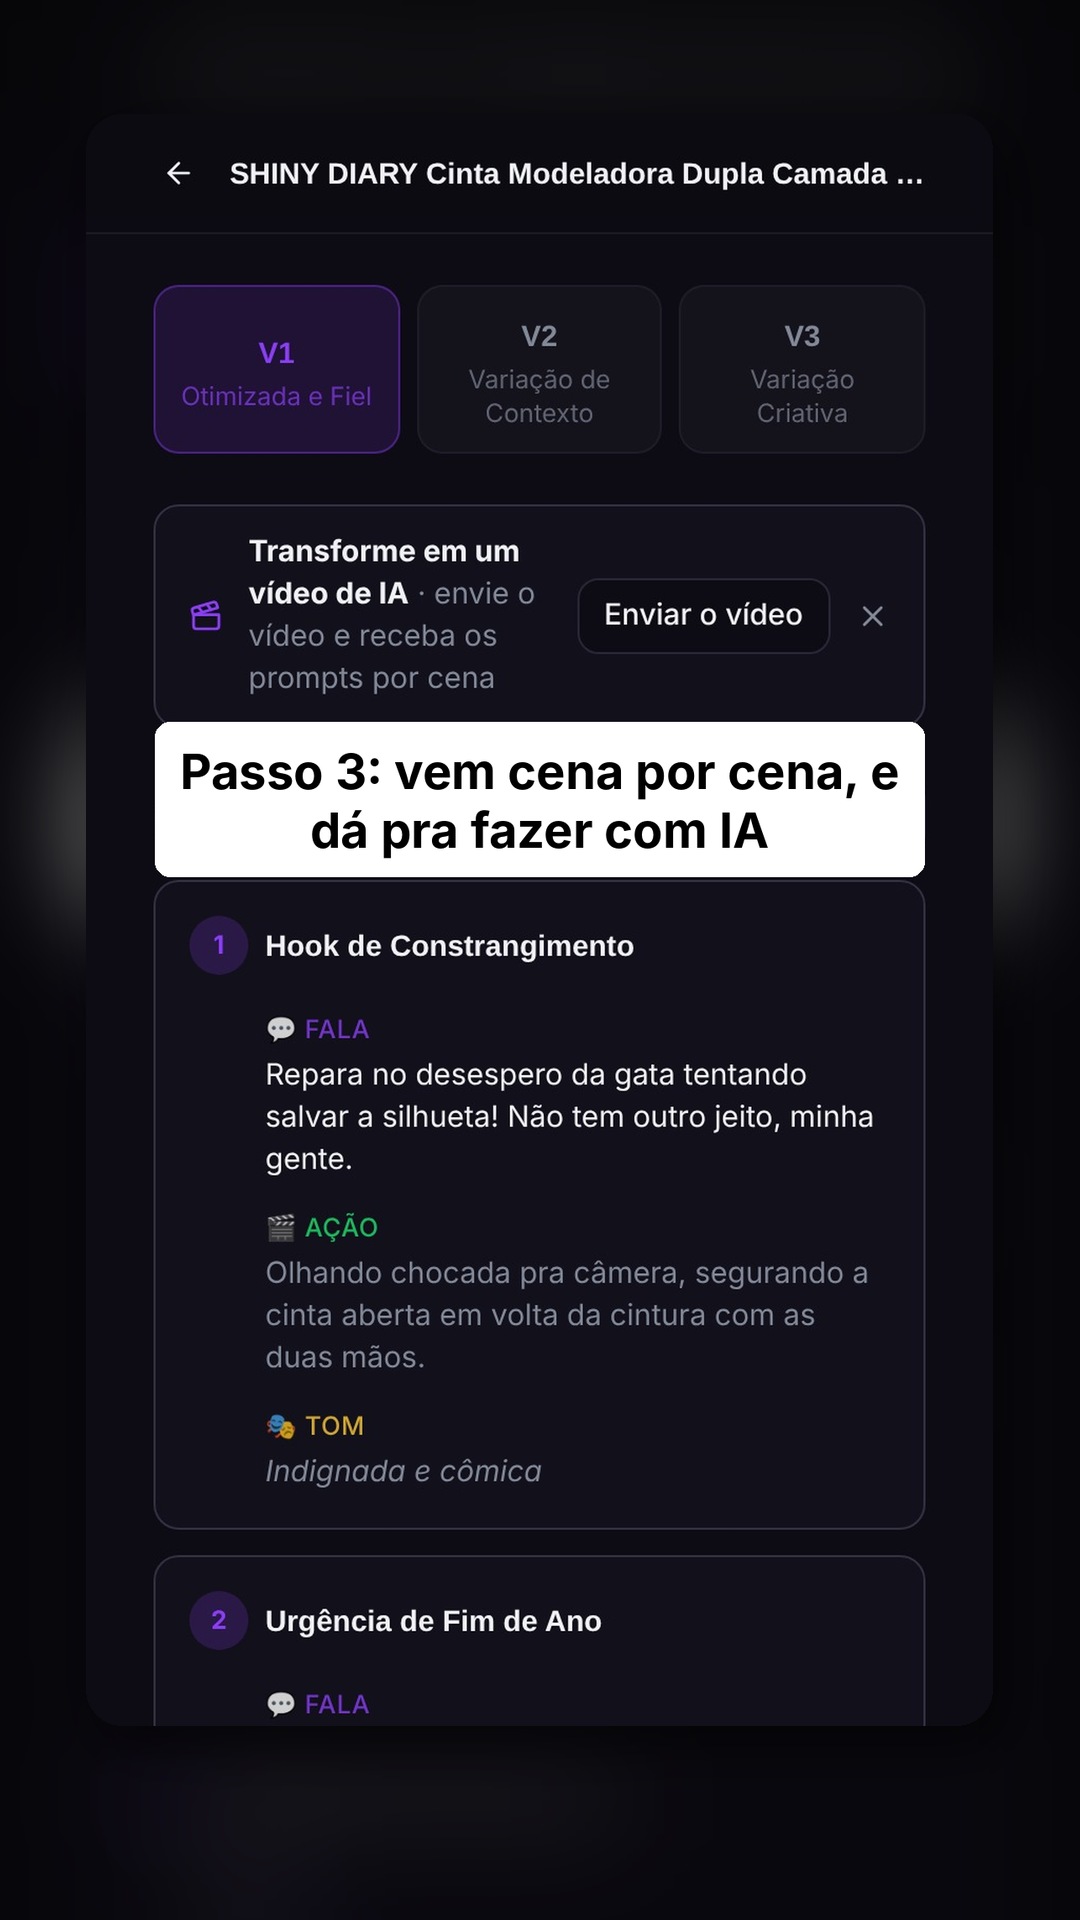 SHINY DIARY Cinta Modeladora Dupla Camada ...
V1
Otimizada e Fiel
V2
Variação de
Contexto
V3
Variação
Criativa
Transforme em um
vídeo de IA · envie o
vídeo e receba os
prompts por cena
Enviar o vídeo
Passo 3: vem cena por cena, e
dá pra fazer com IA
1 Hook de Constrangimento
💬 FALA
Repara no desespero da gata tentando
salvar a silhueta! Não tem outro jeito, minha
gente.
🎬 AÇÃO
Olhando chocada pra câmera, segurando a
cinta aberta em volta da cintura com as
duas mãos.
🎭 TOM
Indignada e cômica
2 Urgência de Fim de Ano
💬 FALA